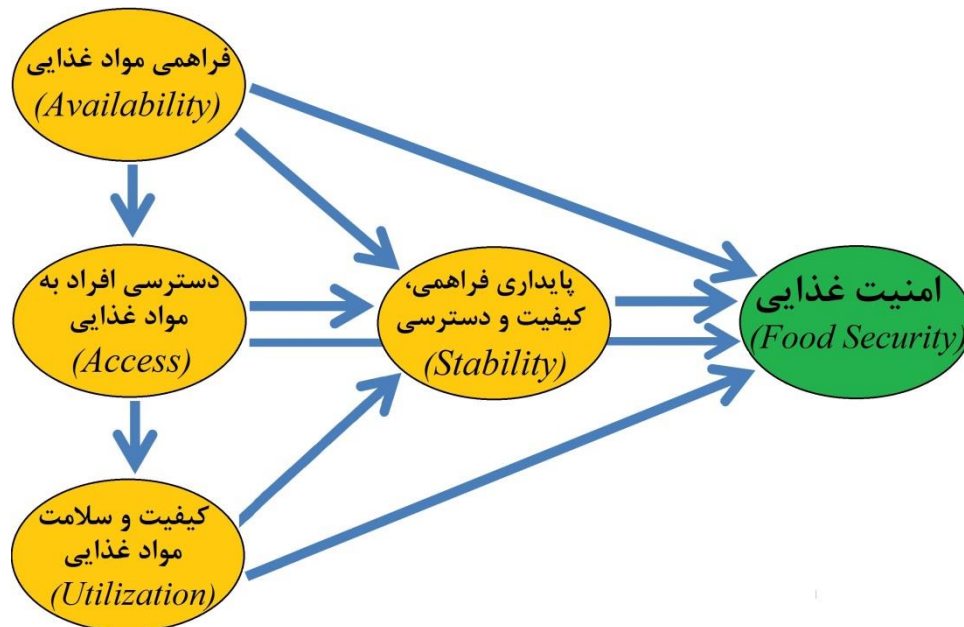 فراهمی مواد غذایی
(Availability)
دسترسی افراد به
مواد غذایی
(Access)
کیفیت و سلامت
مواد غذایی
(Utilization)
پایداری فراهمی،
کیفیت و دسترسی
(Stability)
امنیت غذایی
(Food Security)